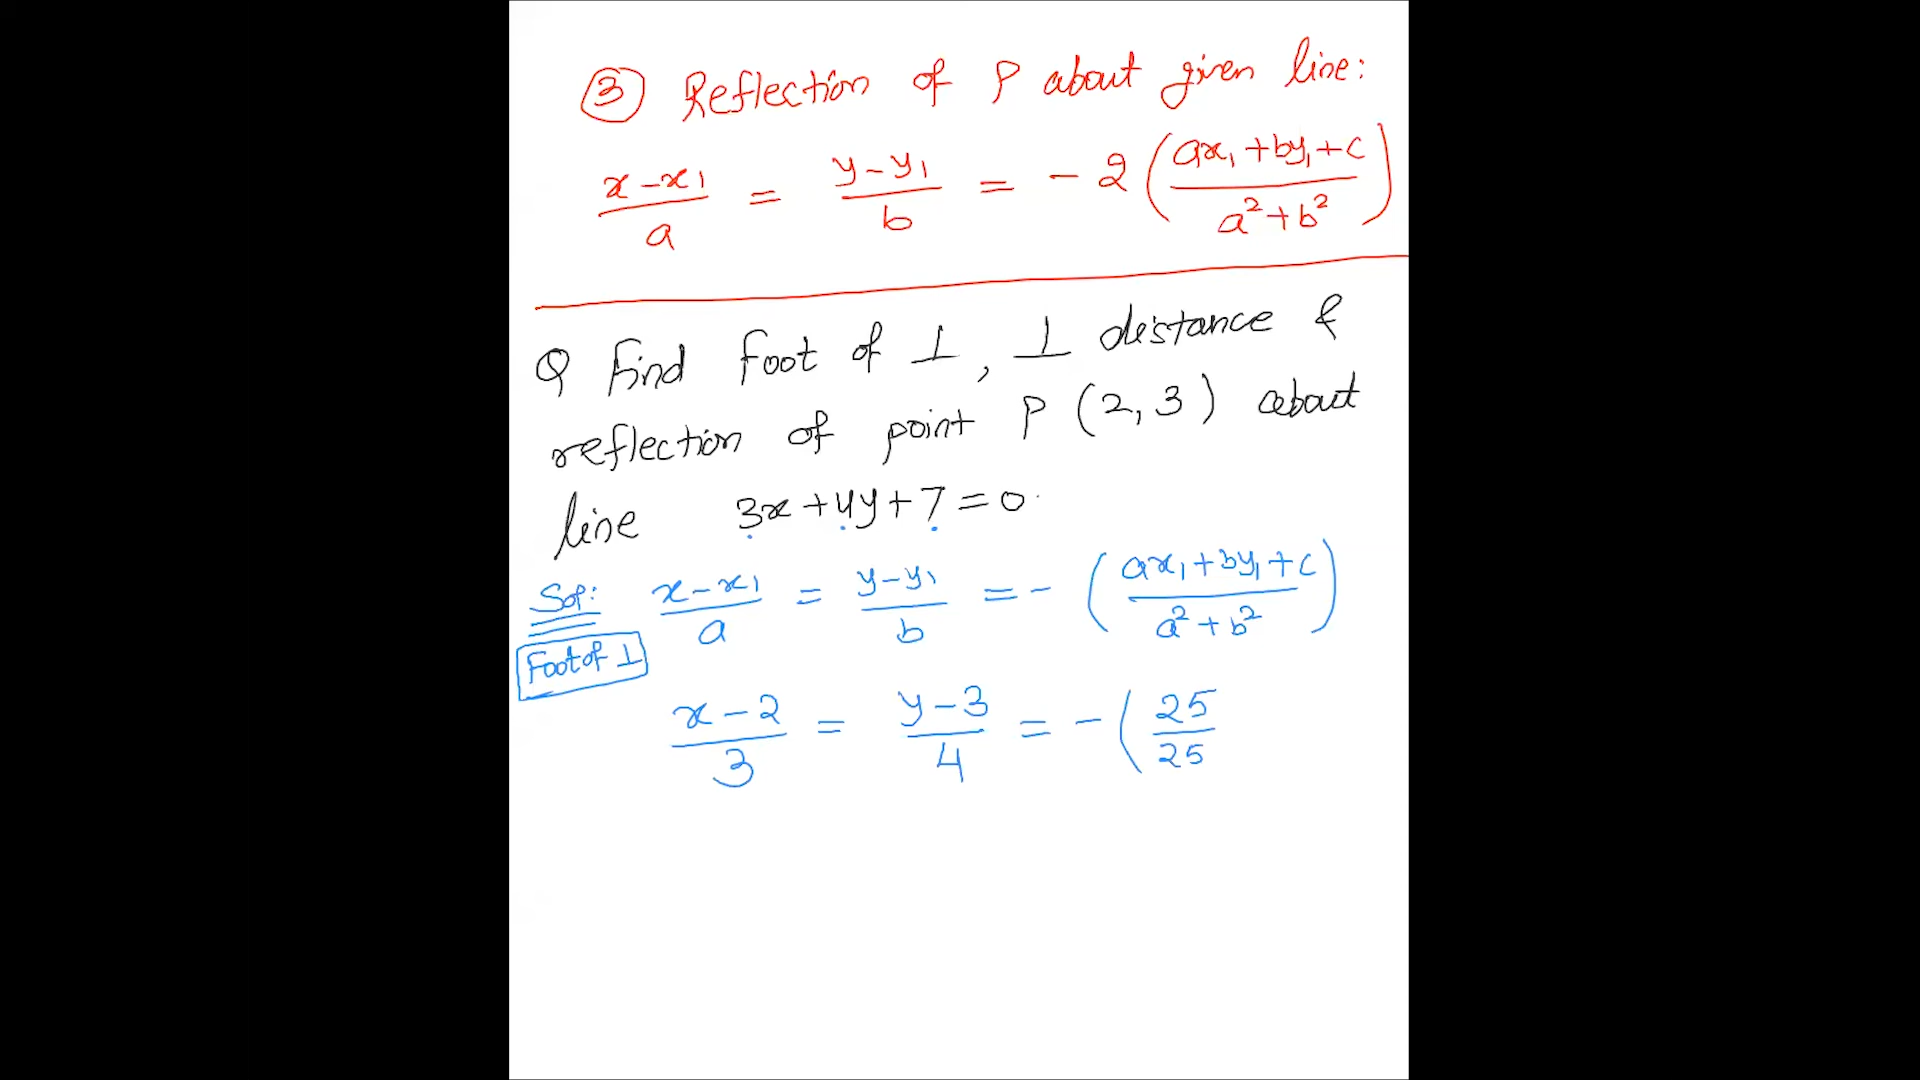 ③ Reflection of P about given line:
(x-x₁)/a = (y-y₁)/b = -2 ((ax₁+by₁+c)/(a²+b²))
Q Find foot of ⊥, ⊥ distance &
reflection of point P (2,3) about
line 3x+4y+7=0.
Sol: (x-x₁)/a = (y-y₁)/b = - ((ax₁+by₁+c)/(a²+b²))
Foot of ⊥
(x-2)/3 = (y-3)/4 = - (25/25